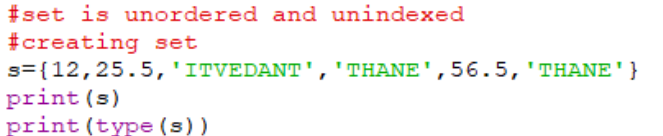 #set is unordered and unindexed
#creating set
s={12,25.5,'ITVEDANT','THANE',56.5,'THANE'}
print(s)
print(type(s))